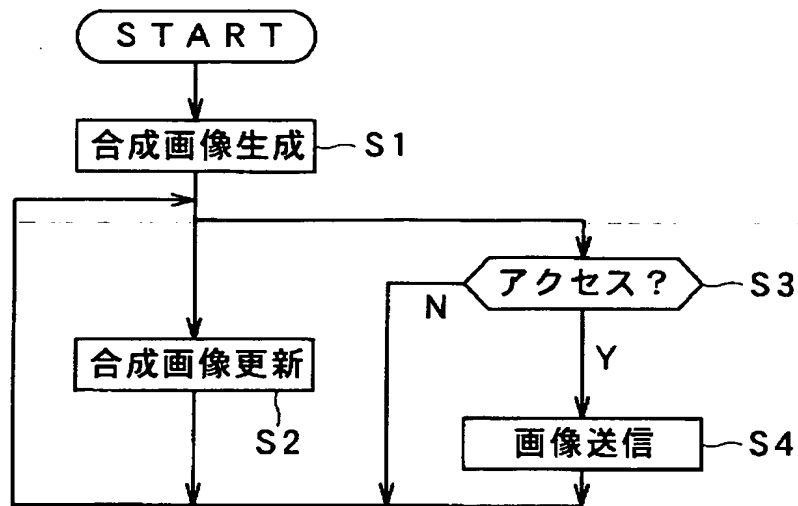 START
合成画像生成 S1
アクセス? S3
N
Y
合成画像更新
S2
画像送信 S4